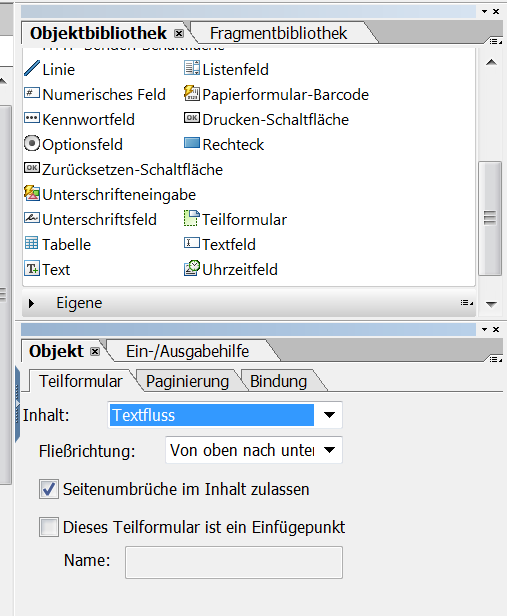 Objektbibliothek Fragmentbibliothek
Linie Listenfeld
Numerisches Feld Papierformular-Barcode
Kennwortfeld Drucken-Schaltfläche
Optionsfeld Rechteck
OK Zurücksetzen-Schaltfläche
Unterschrifteneingabe
Unterschriftsfeld Teilformular
Tabelle Textfeld
Text Uhrzeitfeld
Eigene
Objekt Ein-/Ausgabehilfe
Teilformular Paginierung Bindung
Inhalt: Textfluss
Fließrichtung: Von oben nach unter
Seitenumbrüche im Inhalt zulassen
Dieses Teilformular ist ein Einfügepunkt
Name: